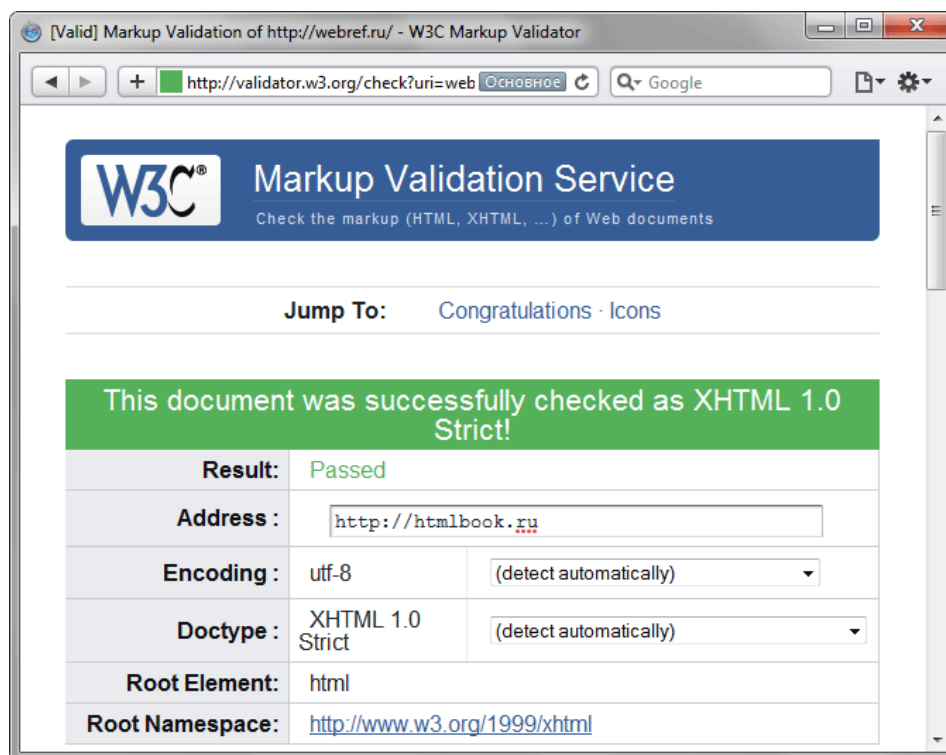 [Valid] Markup Validation of http://webref.ru/ - W3C Markup Validator
http://validator.w3.org/check?uri=web Основное Google
W3C®
Markup Validation Service
Check the markup (HTML, XHTML, ...) of Web documents
Jump To: Congratulations · Icons
This document was successfully checked as XHTML 1.0
Strict!
Result: Passed
Address : http://htmlbook.ru
Encoding : utf-8 (detect automatically)
Doctype : XHTML 1.0 Strict (detect automatically)
Root Element: html
Root Namespace: http://www.w3.org/1999/xhtml